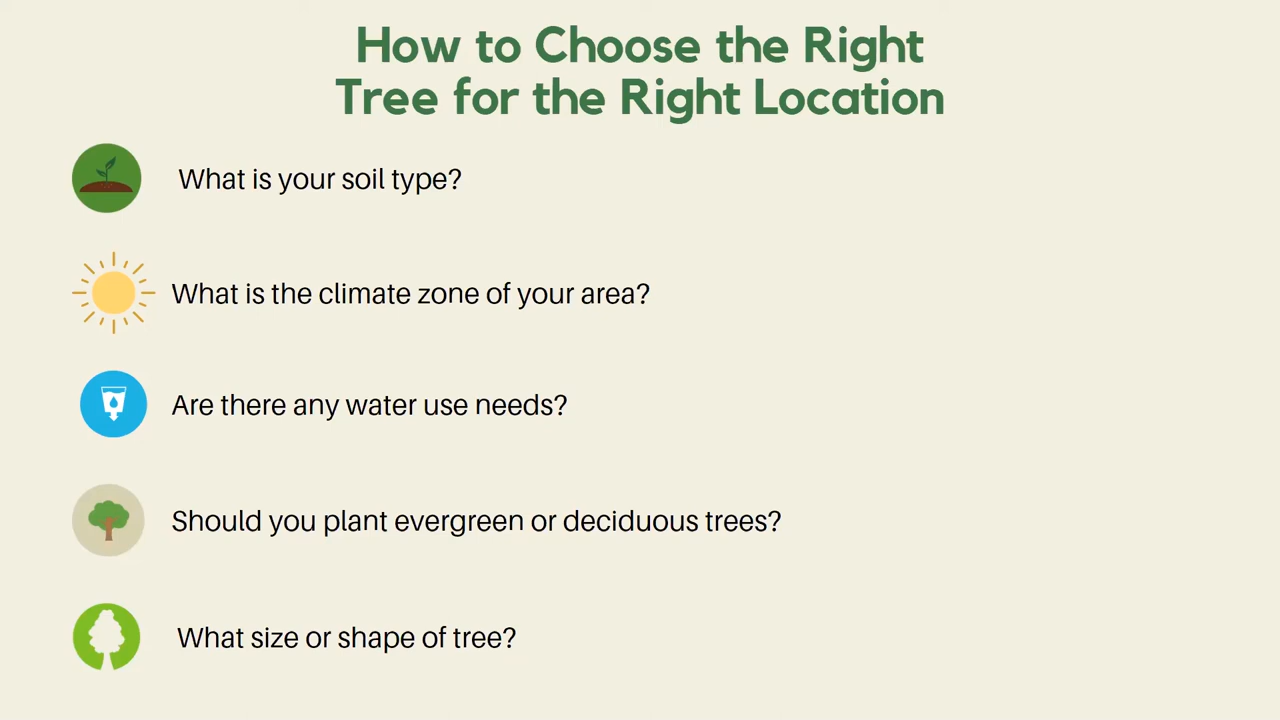 How to Choose the Right
Tree for the Right Location
What is your soil type?
What is the climate zone of your area?
Are there any water use needs?
Should you plant evergreen or deciduous trees?
What size or shape of tree?